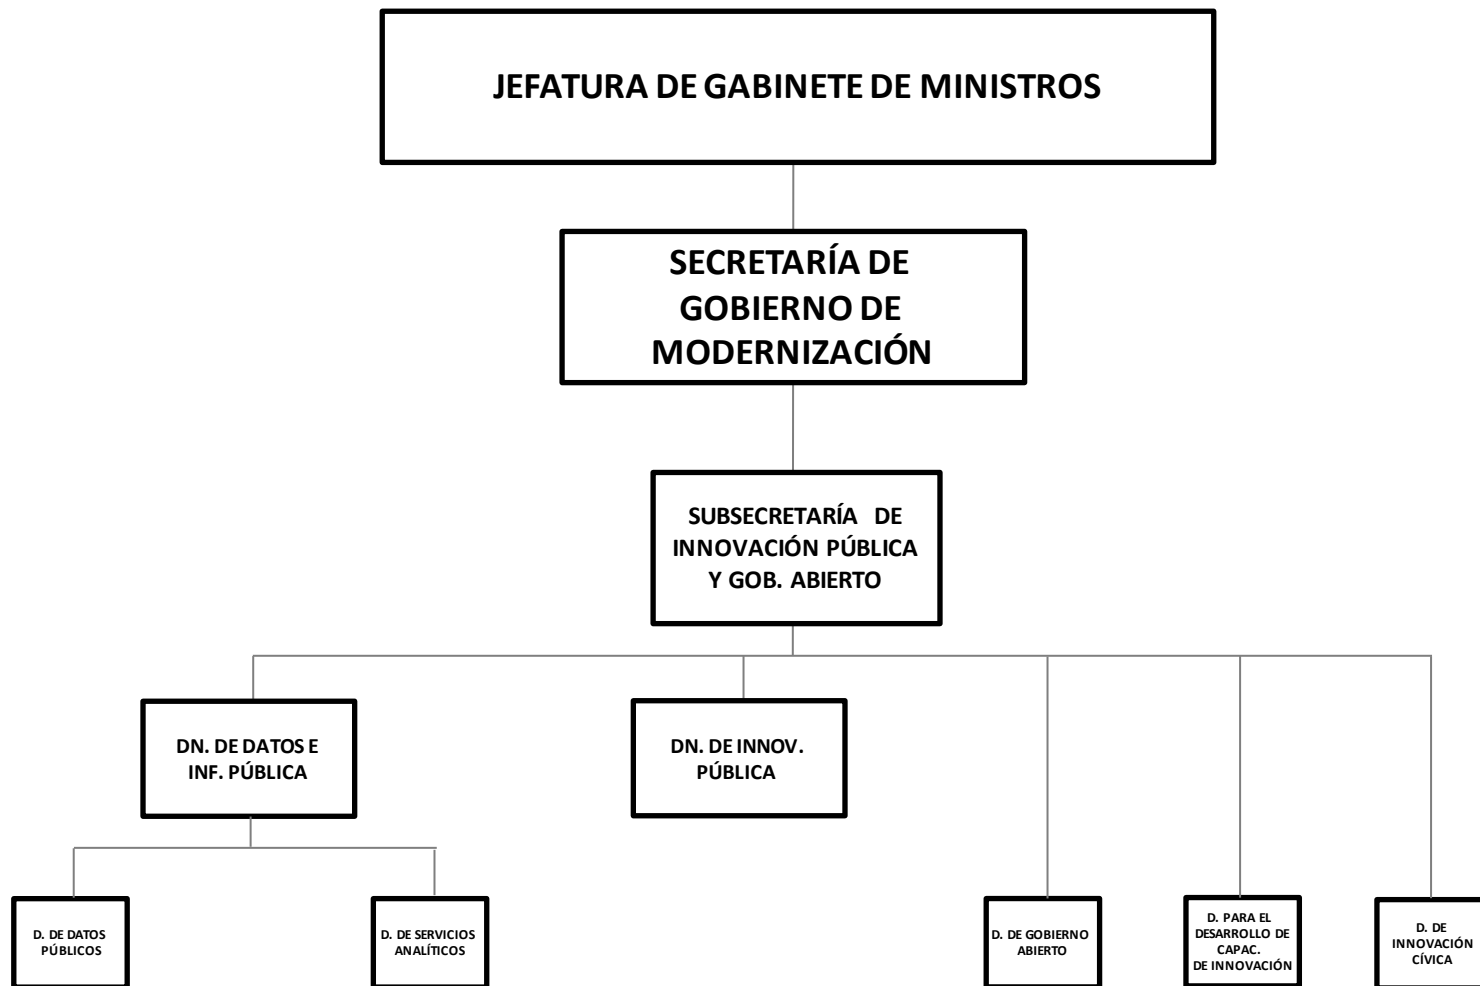 JEFATURA DE GABINETE DE MINISTROS
SECRETARÍA DE
GOBIERNO DE
MODERNIZACIÓN
SUBSECRETARÍA DE
INNOVACIÓN PÚBLICA
Y GOB. ABIERTO
DN. DE DATOS E
INF. PÚBLICA
DN. DE INNOV.
PÚBLICA
D. DE DATOS
PÚBLICOS
D. DE SERVICIOS
ANALÍTICOS
D. DE GOBIERNO
ABIERTO
D. PARA EL
DESARROLLO DE
CAPAC.
DE INNOVACIÓN
D. DE
INNOVACIÓN
CÍVICA